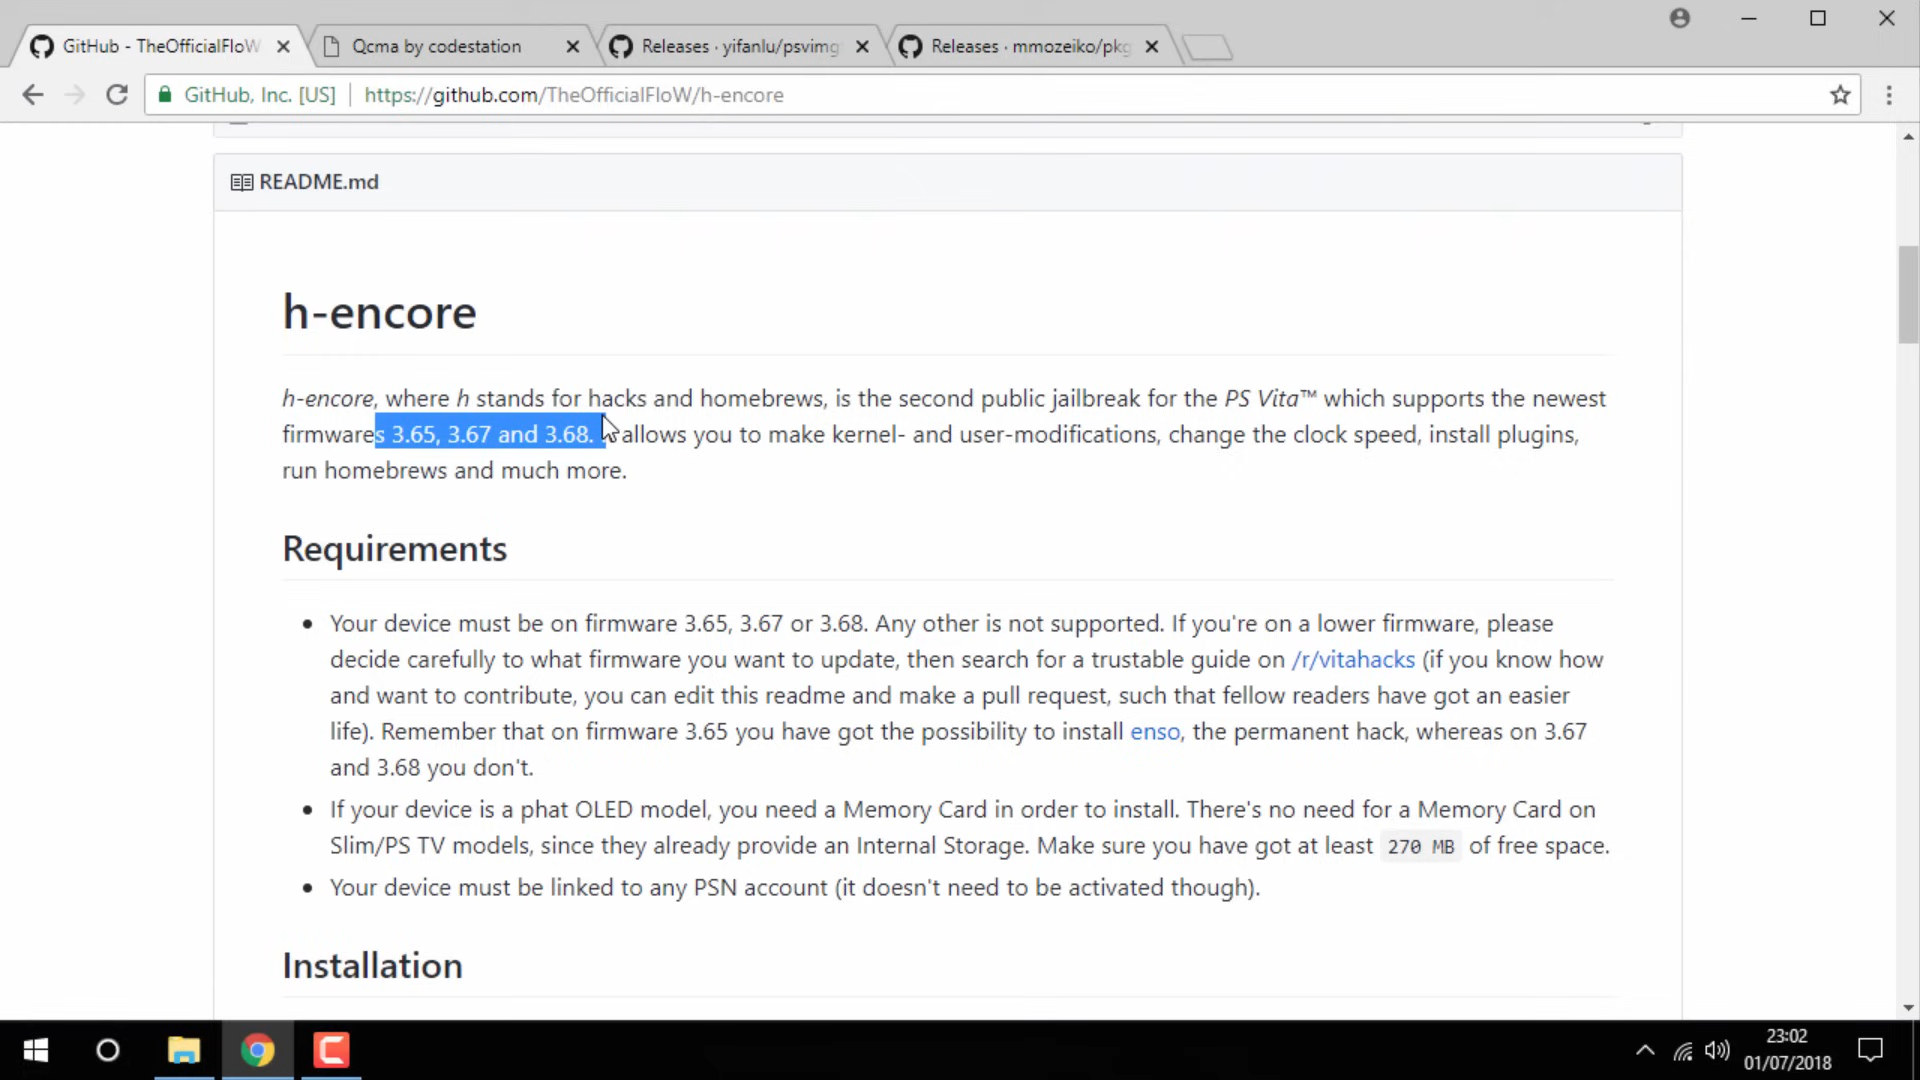 GitHub - TheOfficialFloW
Qcma by codestation
Releases · yifanlu/psvimg
Releases · mmozeiko/pkg
GitHub, Inc. [US]
https://github.com/TheOfficialFloW/h-encore
README.md
h-encore
h-encore, where h stands for hacks and homebrews, is the second public jailbreak for the PS Vita™ which supports the newest
firmwares 3.65, 3.67 and 3.68. allows you to make kernel- and user-modifications, change the clock speed, install plugins,
run homebrews and much more.
Requirements
• Your device must be on firmware 3.65, 3.67 or 3.68. Any other is not supported. If you're on a lower firmware, please
decide carefully to what firmware you want to update, then search for a trustable guide on /r/vitahacks (if you know how
and want to contribute, you can edit this readme and make a pull request, such that fellow readers have got an easier
life). Remember that on firmware 3.65 you have got the possibility to install enso, the permanent hack, whereas on 3.67
and 3.68 you don't.
• If your device is a phat OLED model, you need a Memory Card in order to install. There's no need for a Memory Card on
Slim/PS TV models, since they already provide an Internal Storage. Make sure you have got at least 270 MB of free space.
• Your device must be linked to any PSN account (it doesn't need to be activated though).
Installation
23:02
01/07/2018